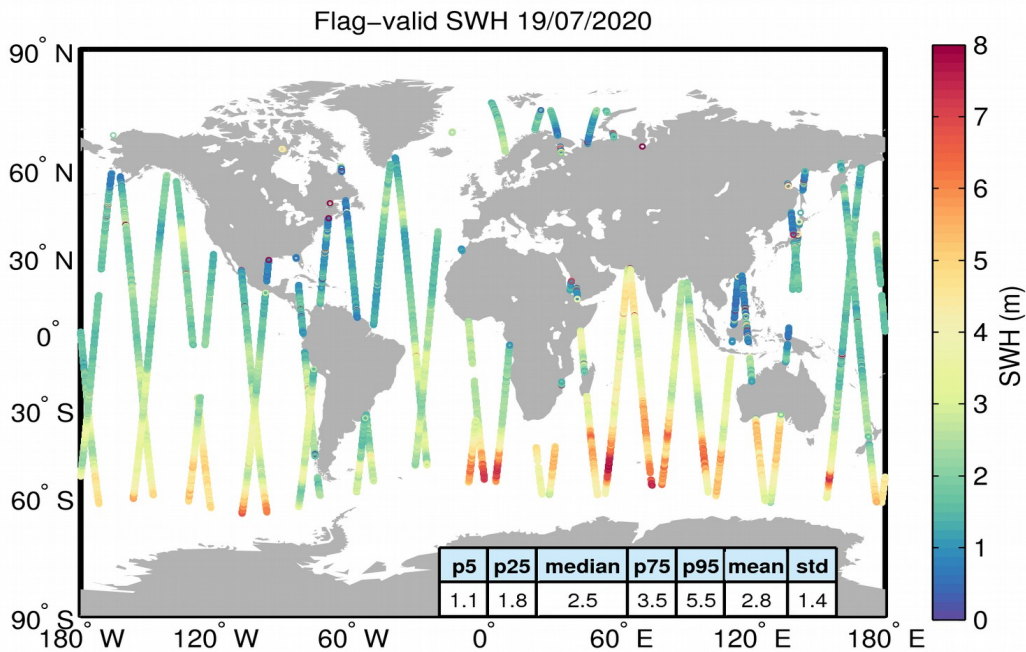 Flag−valid SWH 19/07/2020
90° N
60° N
30° N
0°
30° S
60° S
90° S
180° W
120° W
60° W
0°
60° E
120° E
180° E
8
7
6
5
4
3
2
1
0
SWH (m)
p5 p25 median p75 p95 mean std
1.1 1.8 2.5 3.5 5.5 2.8 1.4